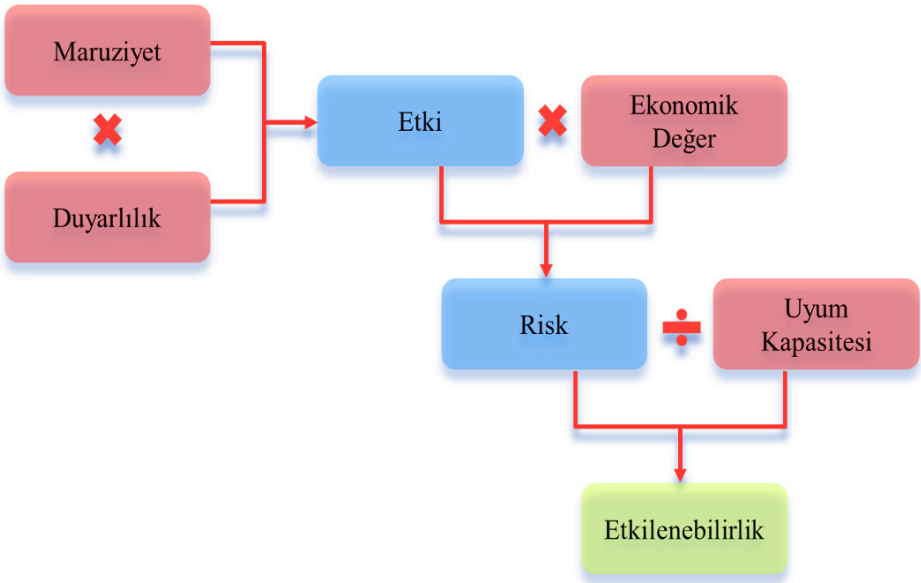 Maruziyet
Duyarlılık
Etki
Ekonomik
Değer
Risk
Uyum
Kapasitesi
Etkilenebilirlik